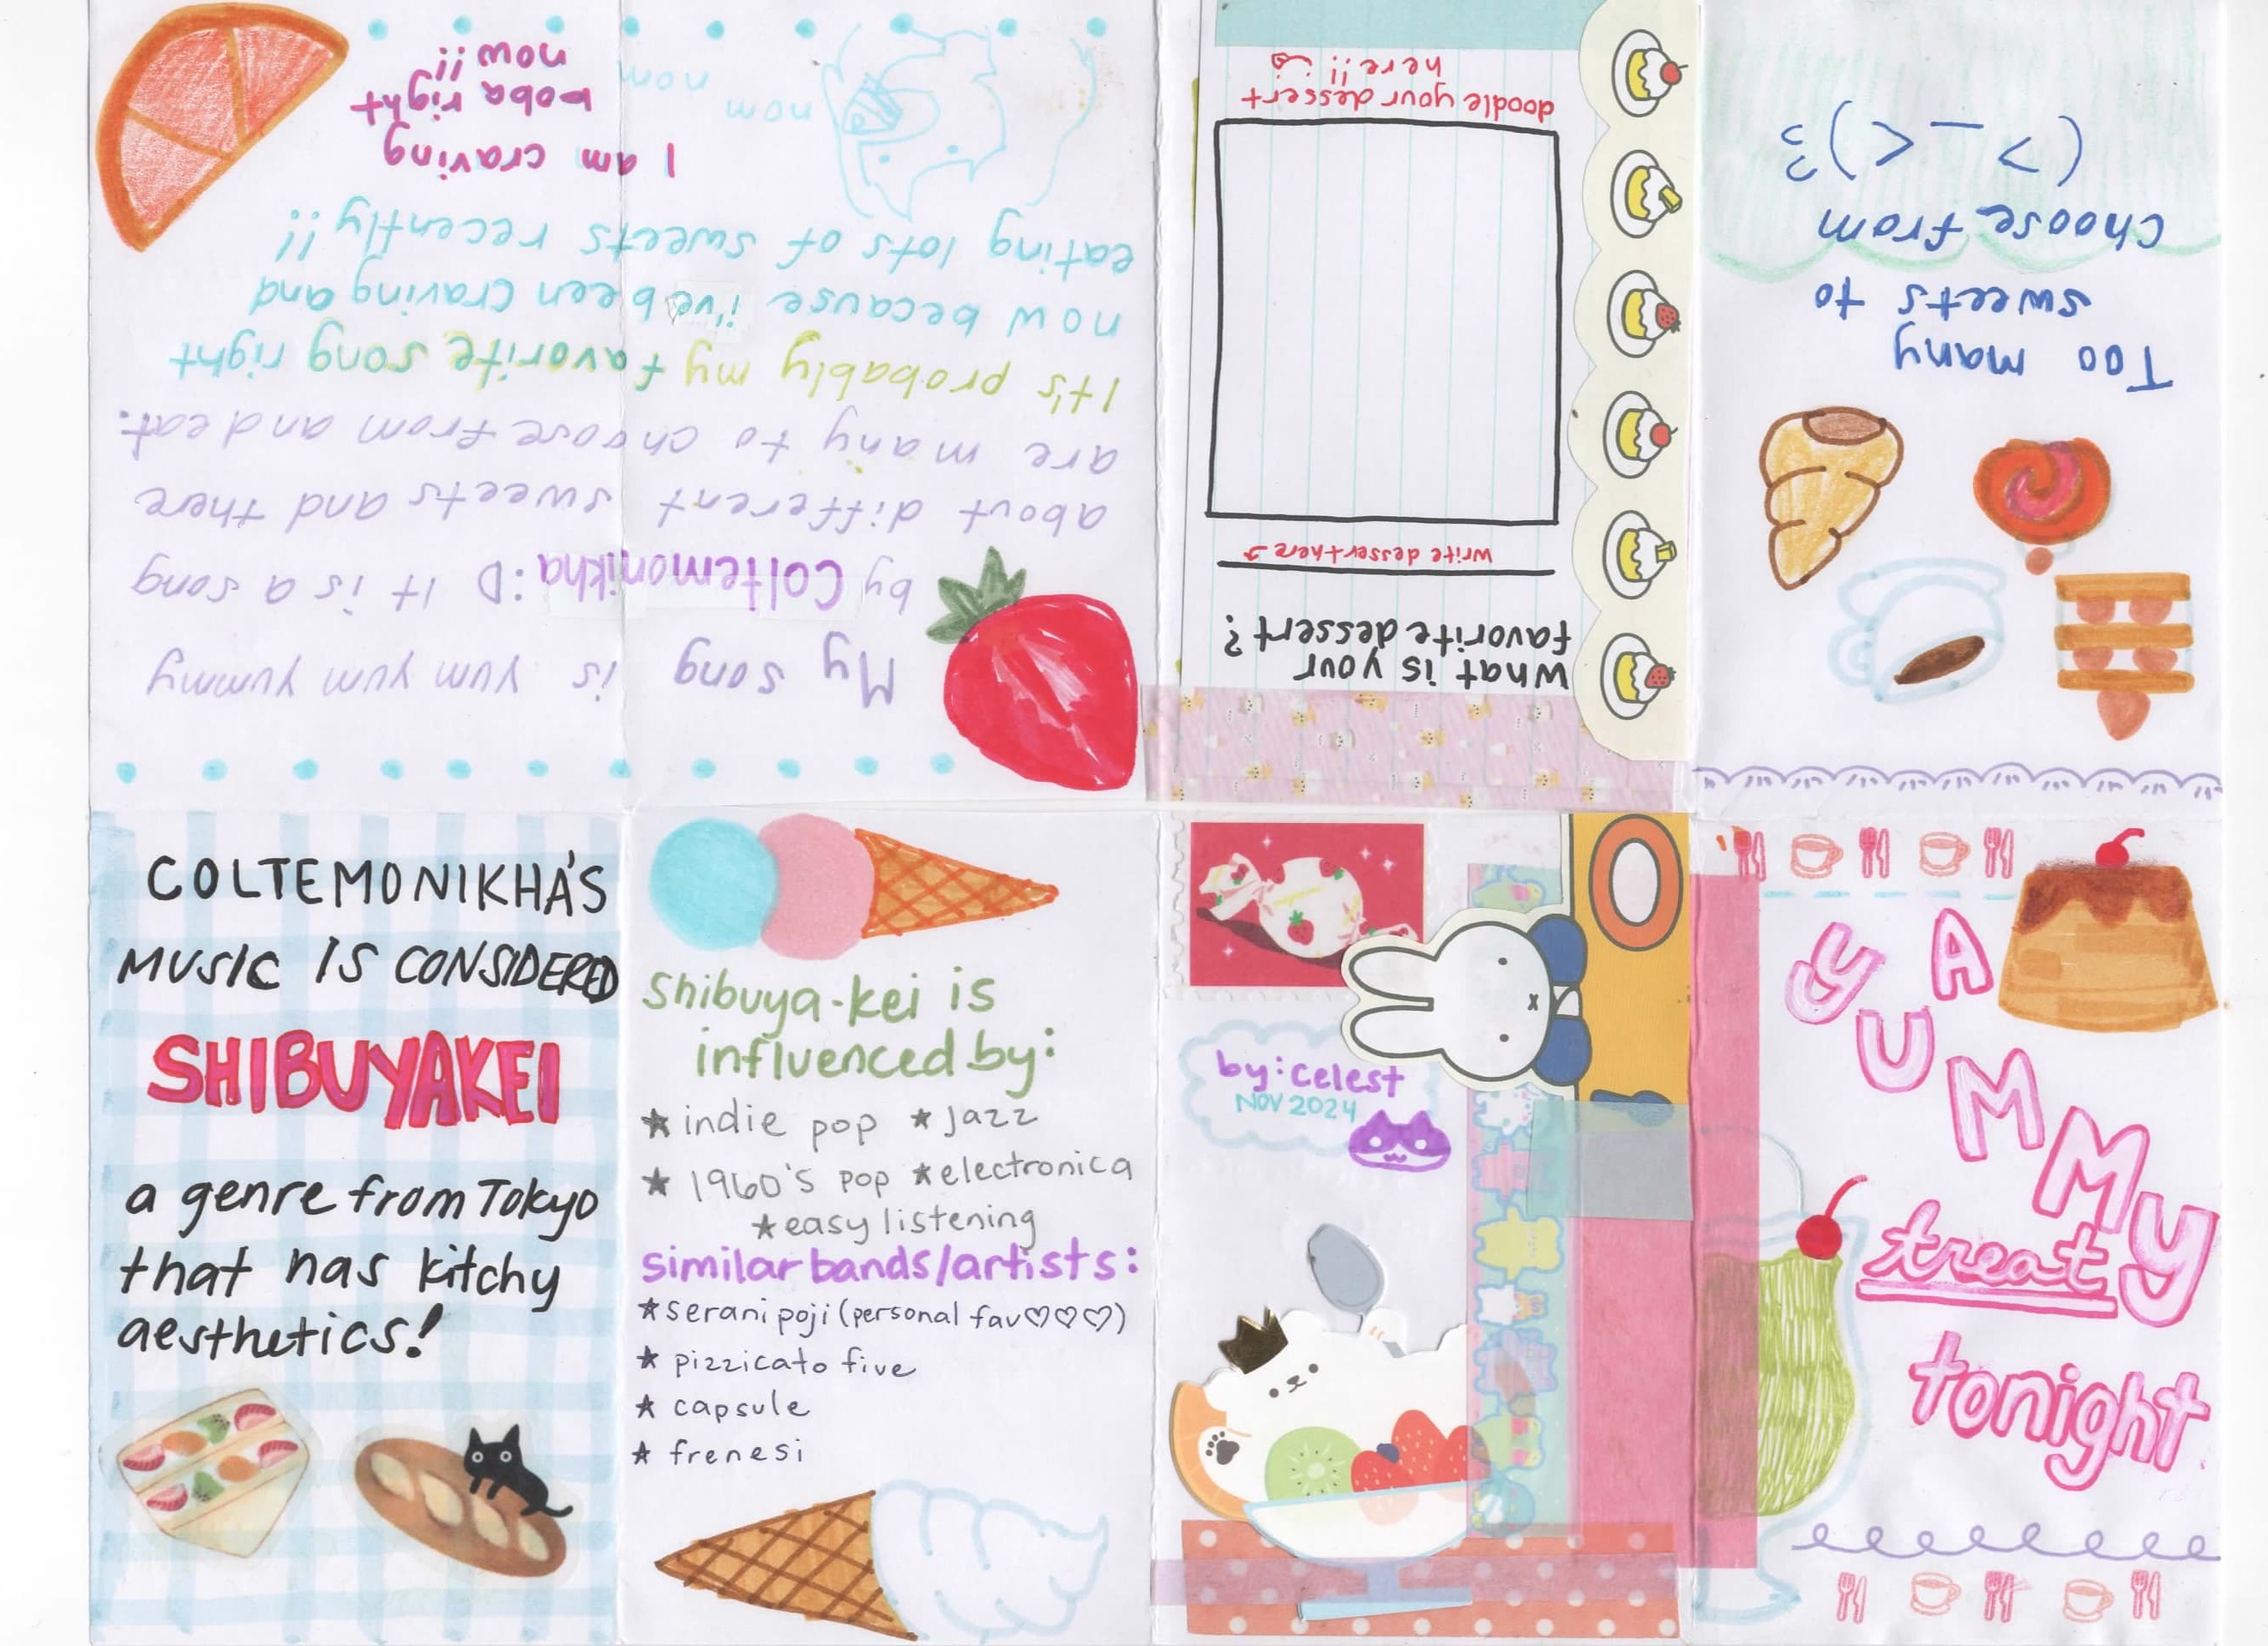 A
YUMMY
treat
tonight
Too many
sweets to
choose from
(>_<)3
What is your
favorite dessert?
write dessert here
doodle your dessert
here!!
My song is yum yum yummy
by Coltemonikha :D It is a song
about different sweets and there
are many to choose from and eat.
It's probably my favorite song right
now because i've been craving and
eating lots of sweets recently!!
I am craving
boba right
now!!
nom
nom
nom
COLTEMONIKHA'S
MUSIC IS CONSIDERED
SHIBUYAKEI
a genre from Tokyo
that has kitchy
aesthetics!
Shibuya-kei is
influenced by:
★ indie pop ★ jazz
★ 1960's pop ★ electronica
★ easy listening
similar bands/artists:
★ serani poji (personal fav♡♡♡)
★ pizzicato five
★ capsule
★ frenesi
by: celest
NOV 2024